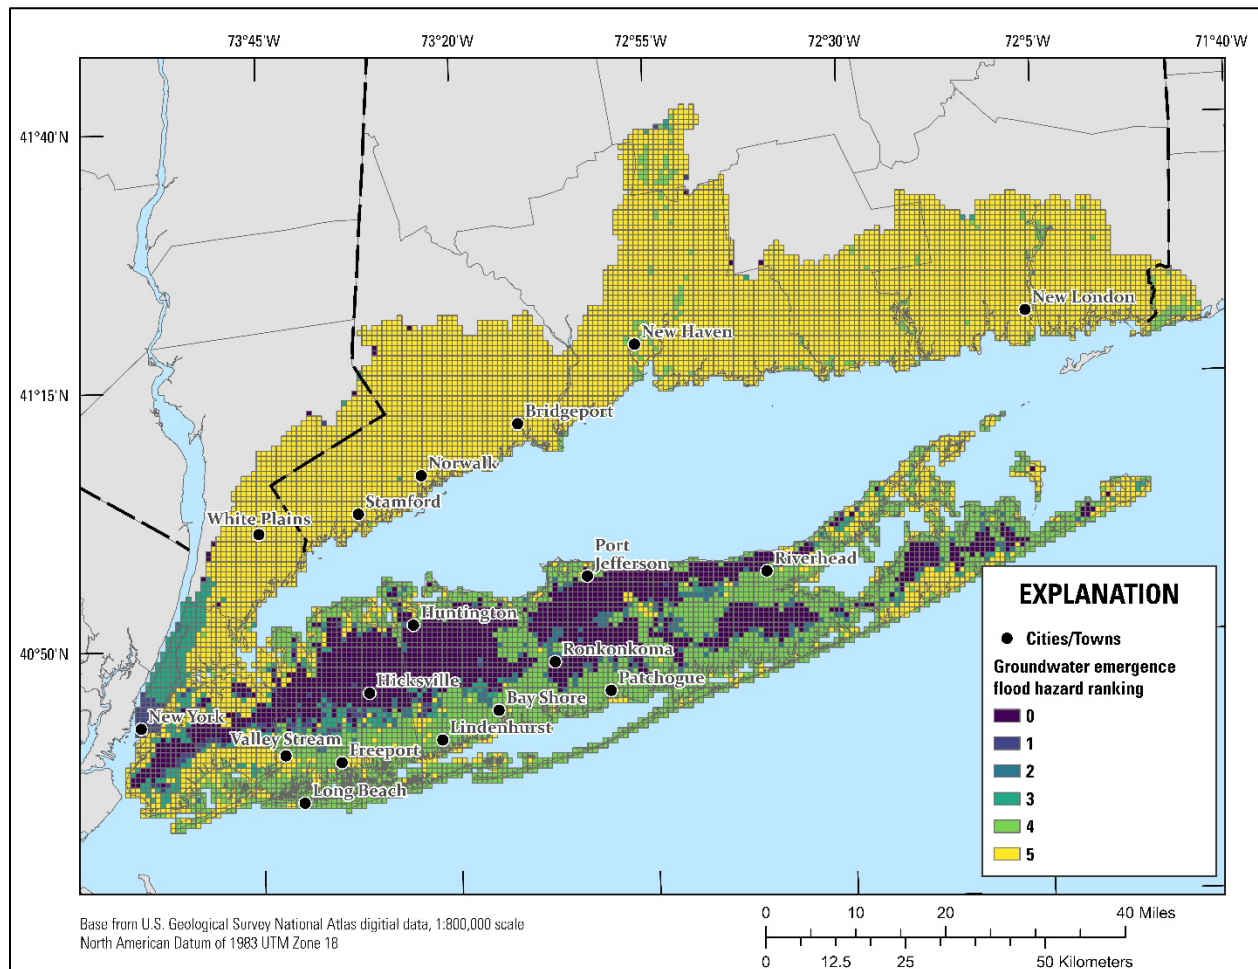 73°45'W 73°20'W 72°55'W 72°30'W 72°5'W 71°40'W
41°40'N
New London
New Haven
41°15'N
Bridgeport
Norwalk
Stamford
White Plains
Port
Jefferson
Riverhead
Huntington
40°50'N
Ronkonkoma
Hicksville
Patchogue
Bay Shore
New York
Lindenhurst
Valley Stream
Freeport
Long Beach
EXPLANATION
Cities/Towns
Groundwater emergence
flood hazard ranking
0
1
2
3
4
5
Base from U.S. Geological Survey National Atlas digitial data, 1:800,000 scale
North American Datum of 1983 UTM Zone 18
0 10 20 40 Miles
0 12.5 25 50 Kilometers